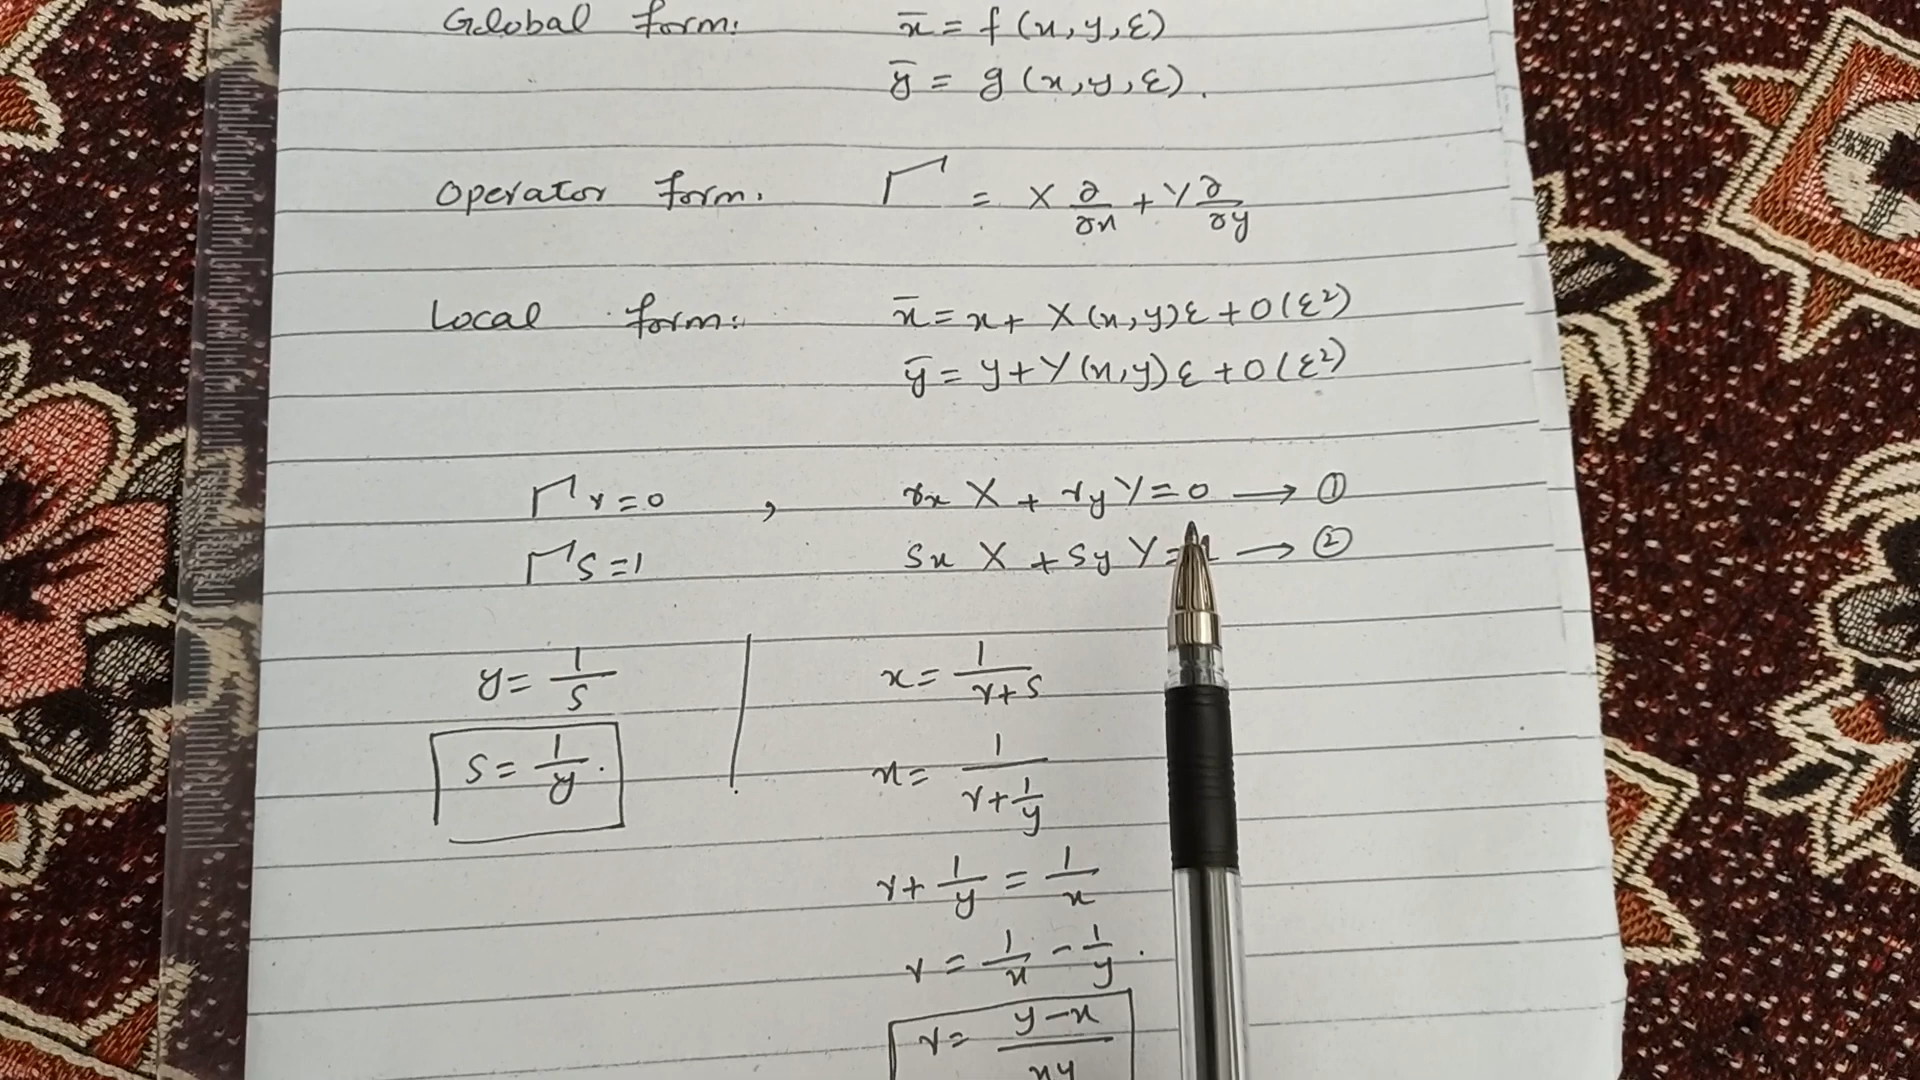 Global form: x̄ = f(x,y,ε)
ȳ = g(x,y,ε).
Operator form. Γ = X ∂/∂x + Y ∂/∂y
Local form: x̄ = x + X(x,y)ε + O(ε²)
ȳ = y + Y(x,y)ε + O(ε²)
Γr=0 , rx X + ry Y = 0 → ①
Γs=1 sx X + sy Y = → ②
y = 1/s
s = 1/y.
x = 1/(r+s)
x = 1/(r+1/y)
r + 1/y = 1/x
r = 1/x - 1/y.
r = (y-x)/xy